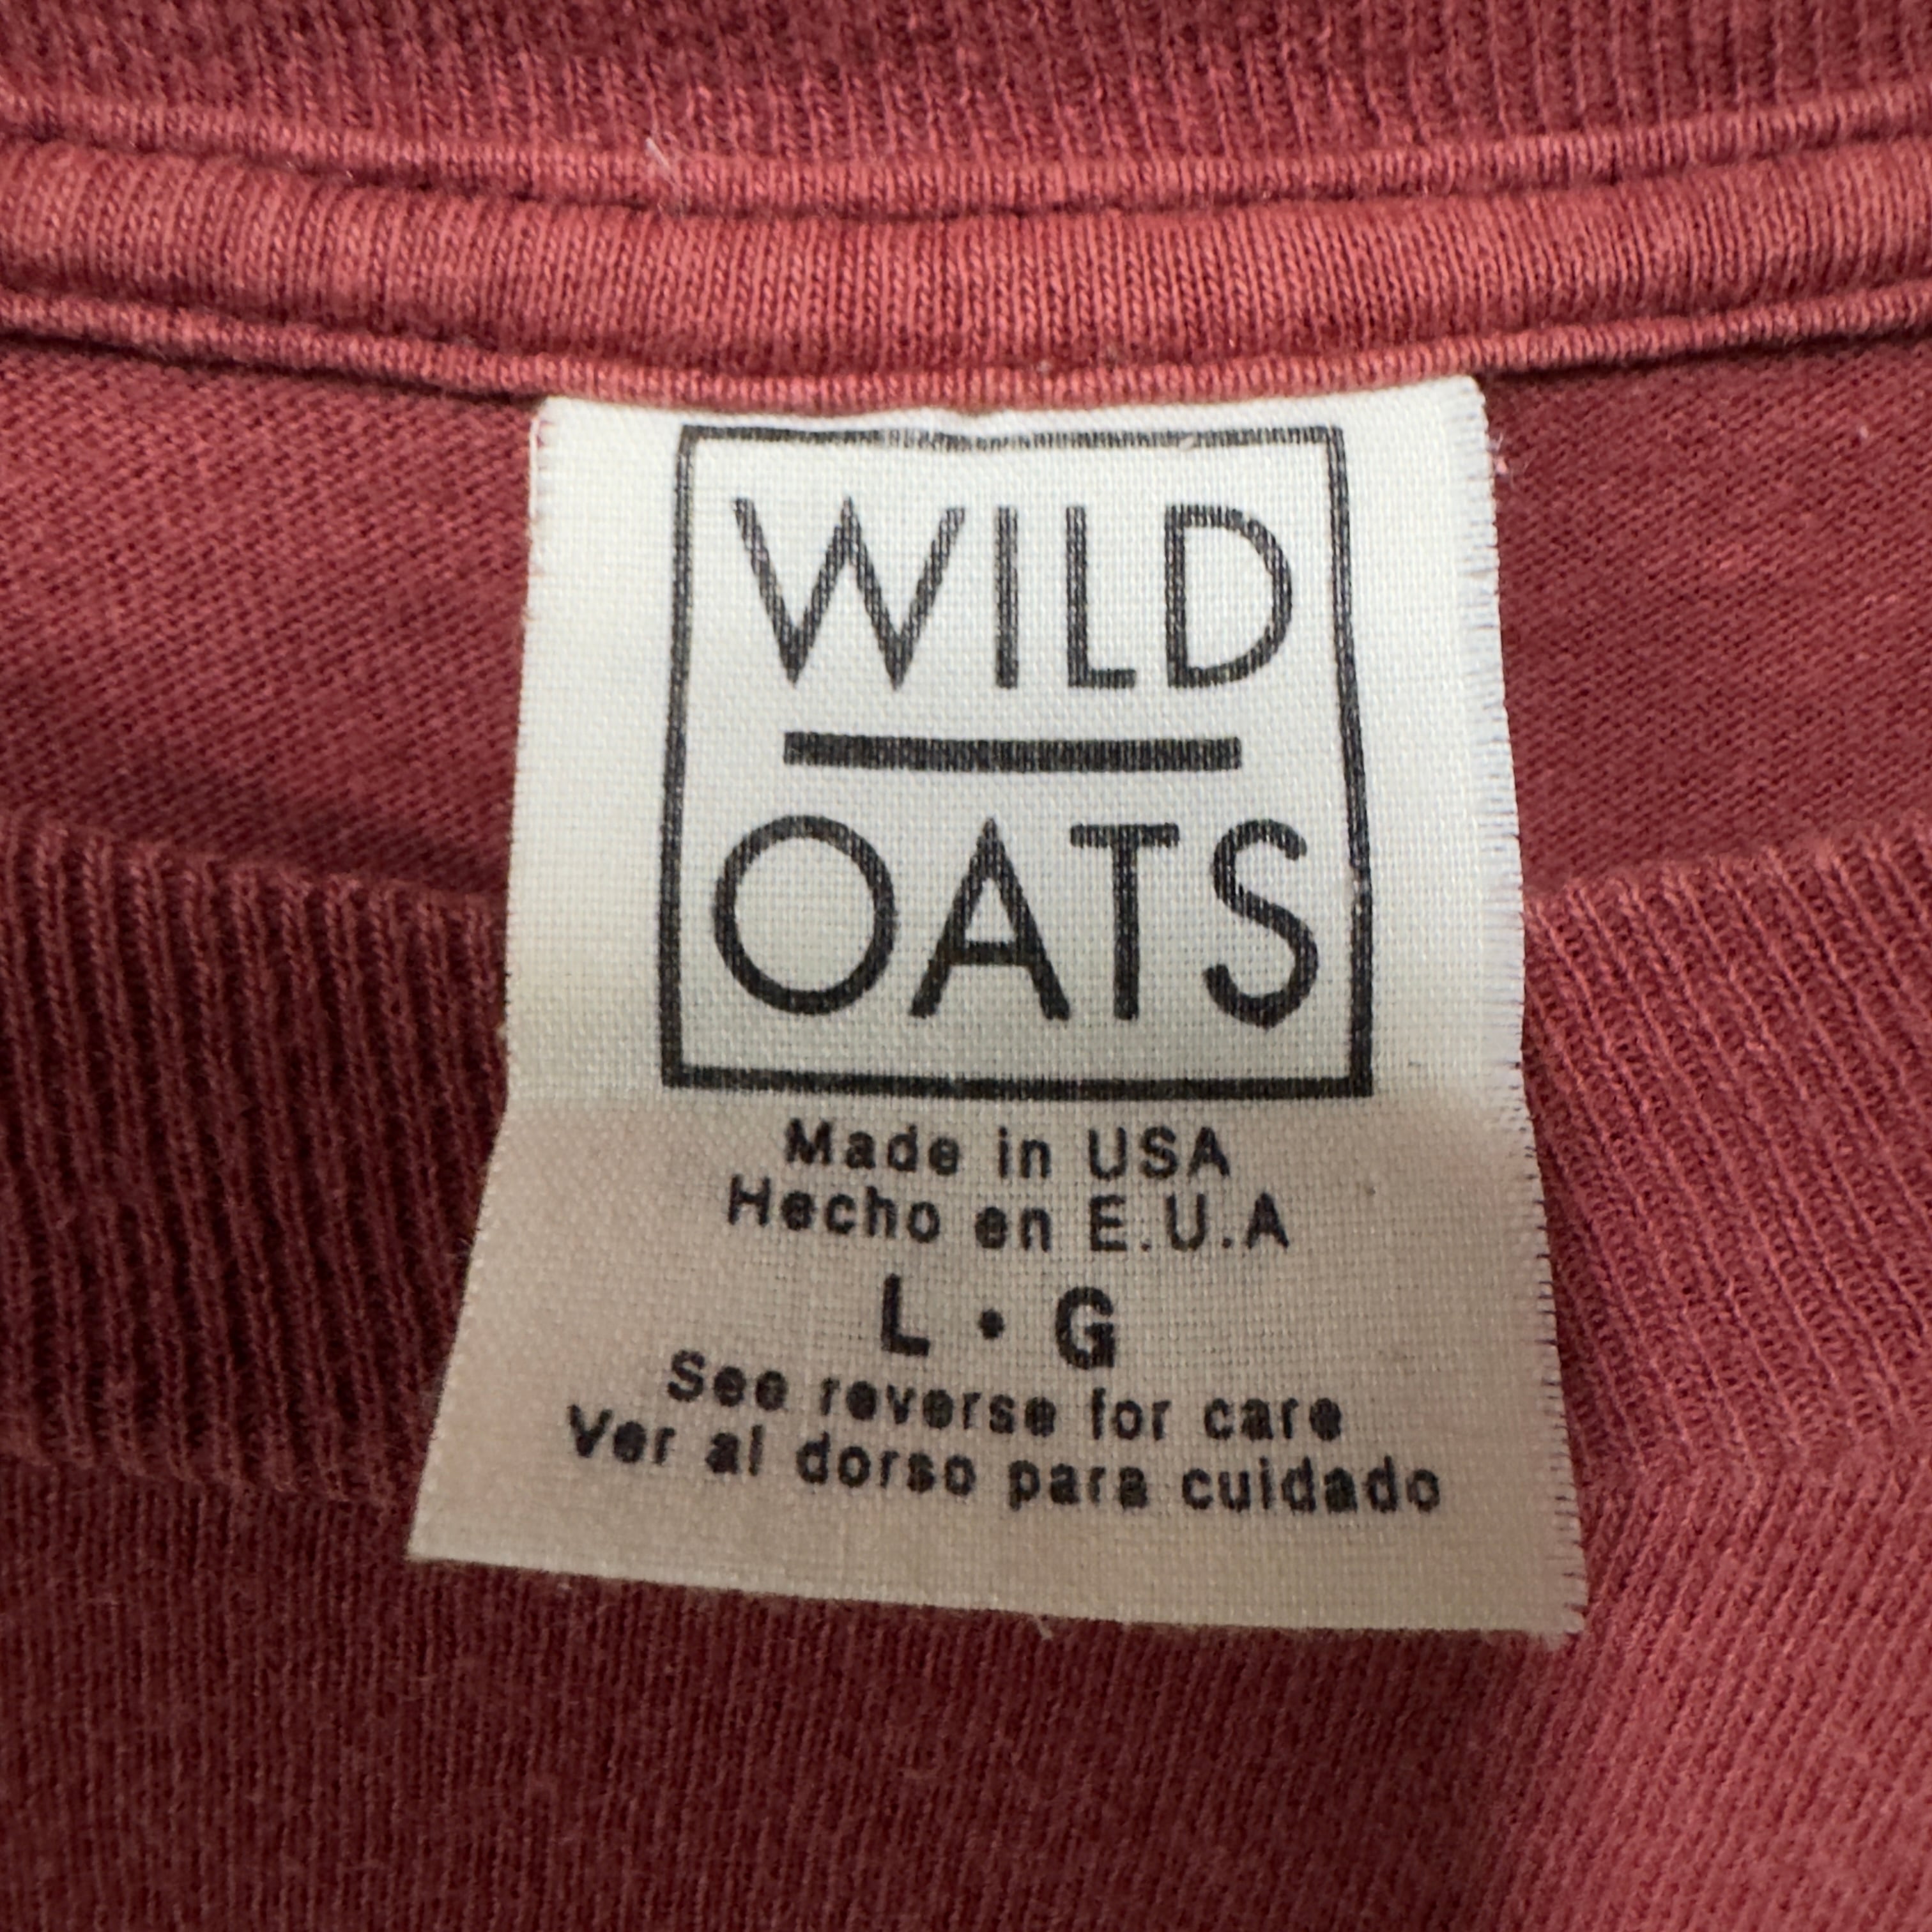 WILD
OATS
Made in USA
Hecho en E.U.A
L • G
See reverse for care
Ver al dorso para cuidado